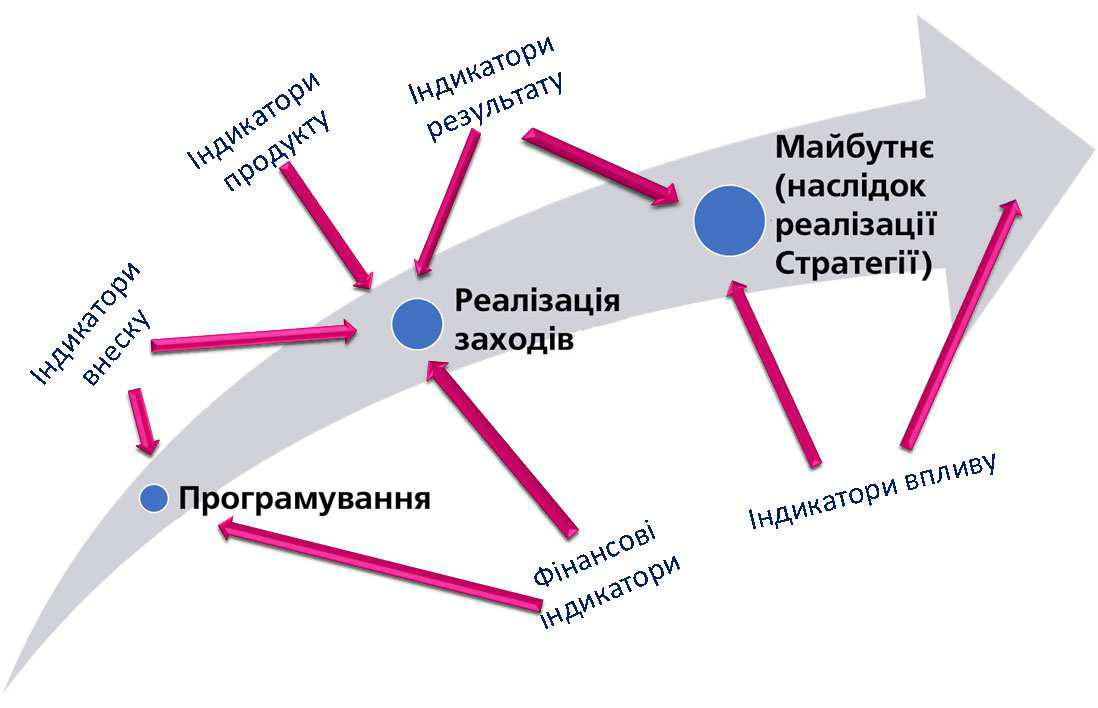 Індикатори
результату
Індикатори
продукту
Майбутнє
(наслідок
реалізації
Стратегії)
Індикатори
внеску
Реалізація
заходів
Програмування
Індикатори впливу
Фінансові
індикатори